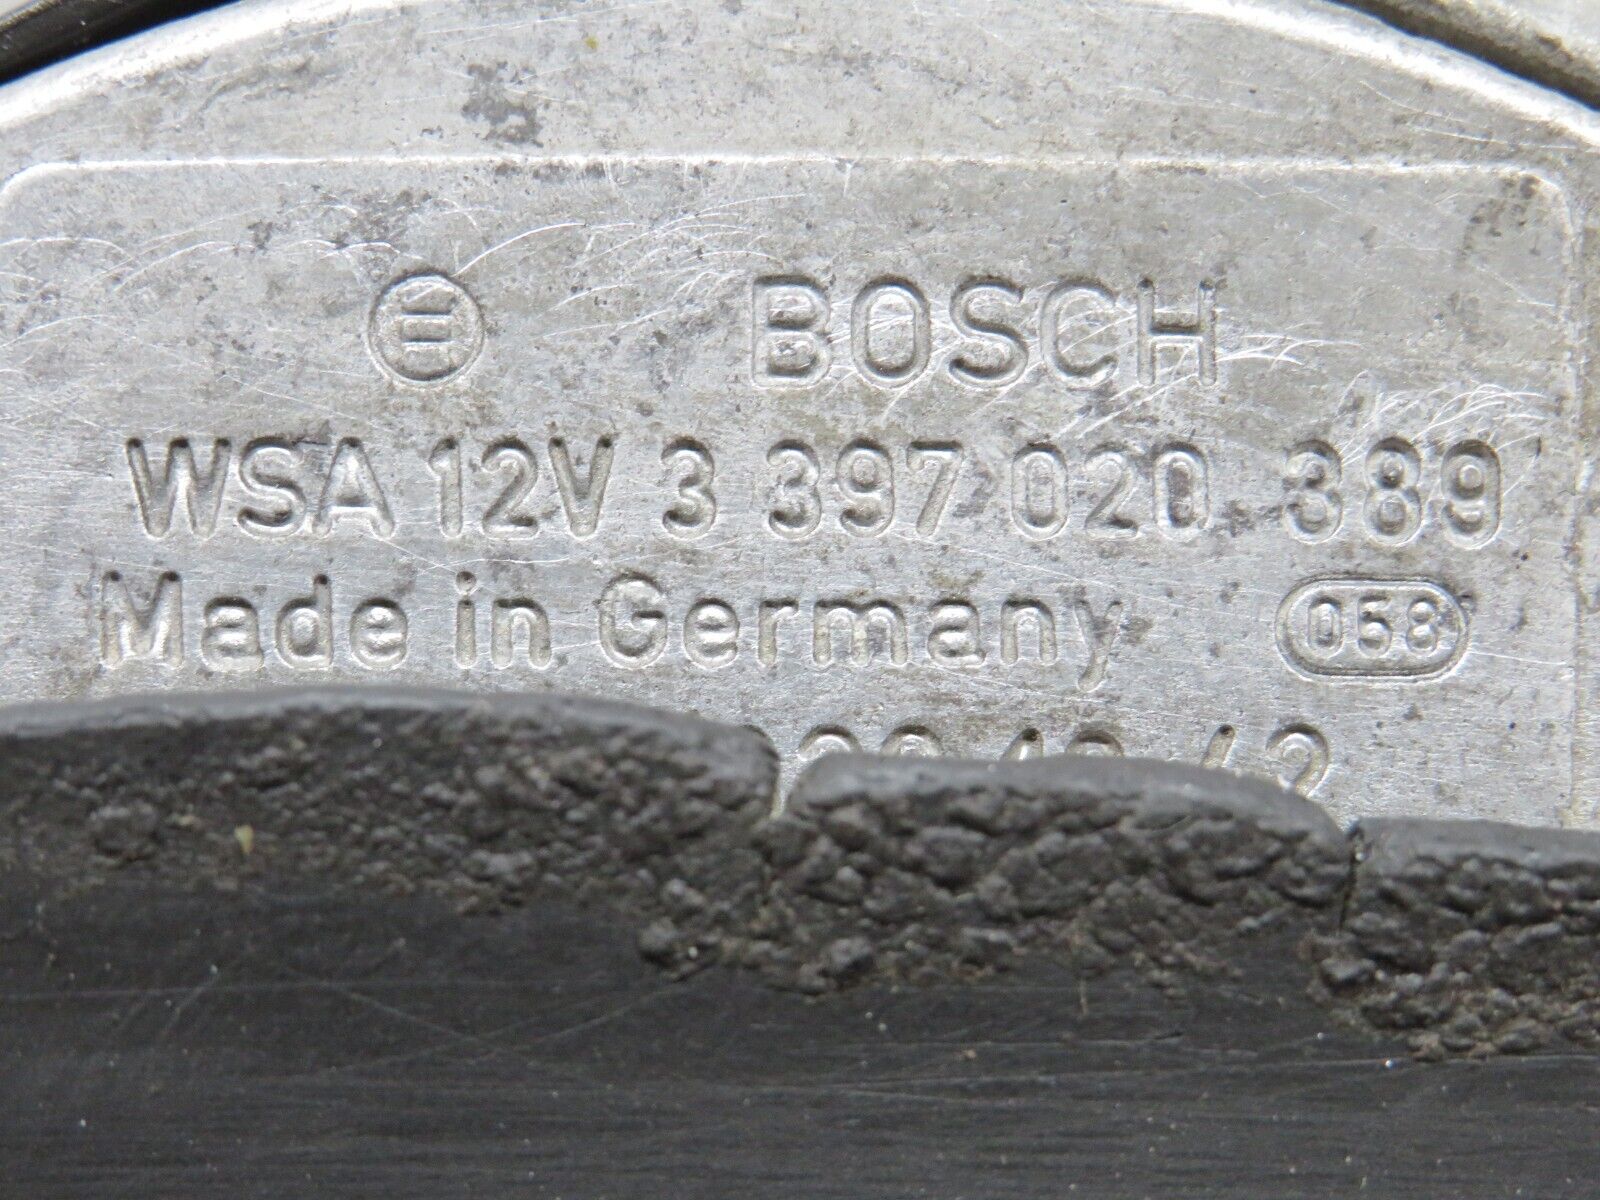 BOSCH
WSA 12V 3 397 020 389
Made in Germany 058